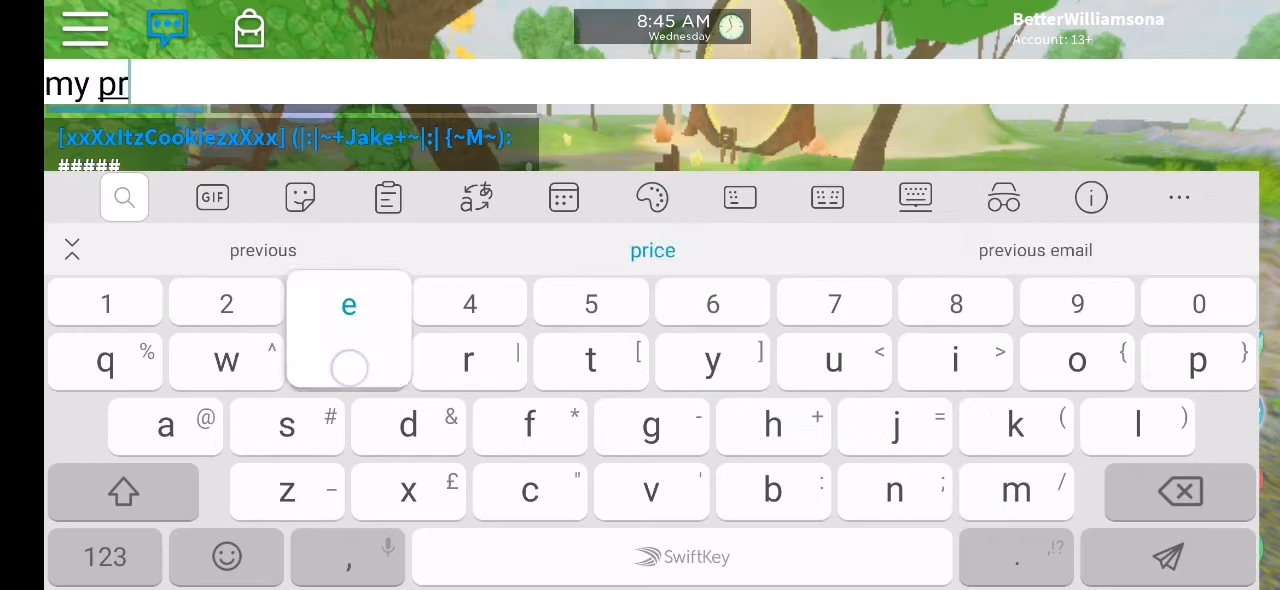 8:45 AM
Wednesday
BetterWilliamsona
Account: 13+
my pr
[xxXxItzCookiezxXxx] (|:|~+Jake+~|:| {~M~):
#####
GIF
previous price previous email
1 2 e 4 5 6 7 8 9 0
q % w ^ r | t [ y ] u < i > o { p }
a @ s # d & f * g - h + j = k ( l )
z _ x £ c " v ' b : n ; m /
123 , SwiftKey . ,!?